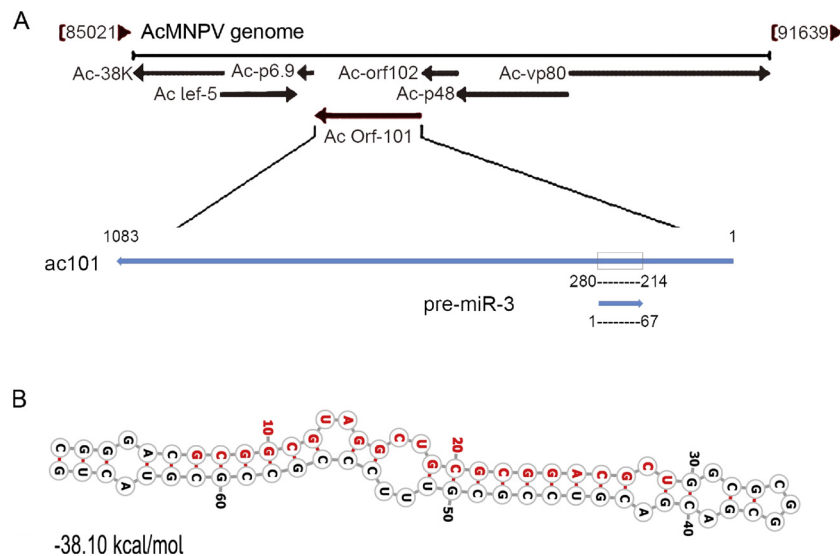 A
[85021
AcMNPV genome
[91639
Ac-38K
Ac-p6.9
Ac-orf102
Ac-vp80
Ac lef-5
Ac-p48
Ac Orf-101
1083
1
ac101
280--------214
pre-miR-3
1--------67
B
10
20
30
40
50
60
-38.10 kcal/mol